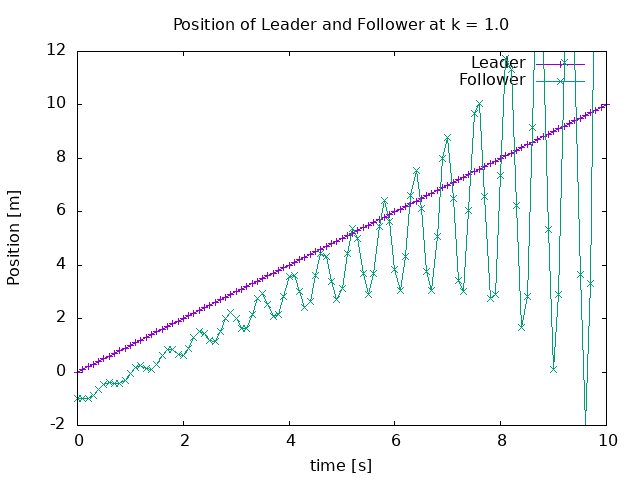 Position of Leader and Follower at k = 1.0
Leader
Follower
12
10
8
6
4
2
0
-2
Position [m]
0 2 4 6 8 10
time [s]